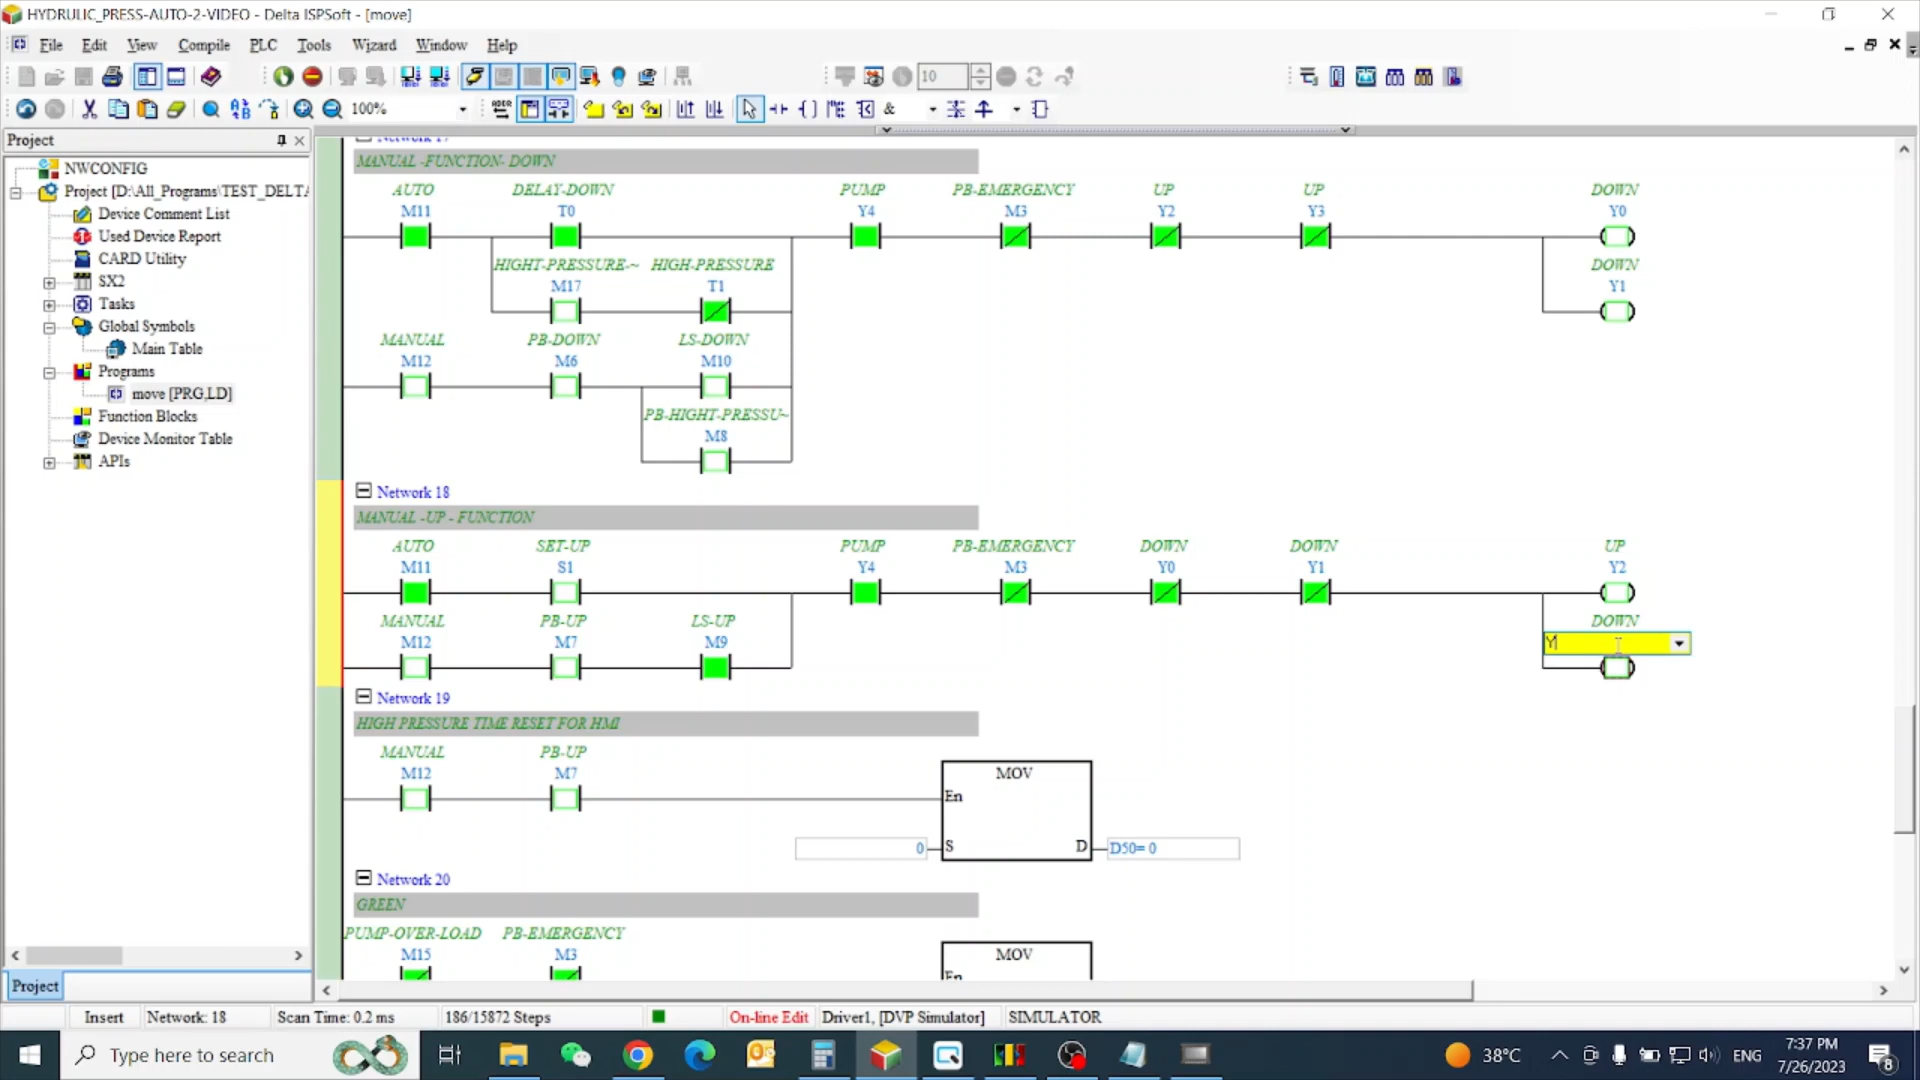 HYDRULIC_PRESS-AUTO-2-VIDEO - Delta ISPSoft - [move]
File Edit View Compile PLC Tools Wizard Window Help
10
100%
&
Project
NWCONFIG
Project [D:\All_Programs\TEST_DELTA
Device Comment List
Used Device Report
CARD Utility
SX2
Tasks
Global Symbols
Main Table
Programs
move [PRG,LD]
Function Blocks
Device Monitor Table
APIs
Project
MANUAL -FUNCTION- DOWN
AUTO DELAY-DOWN PUMP PB-EMERGENCY UP UP DOWN
M11 T0 Y4 M3 Y2 Y3 Y0
HIGHT-PRESSURE-~ HIGH-PRESSURE DOWN
M17 T1 Y1
MANUAL PB-DOWN LS-DOWN
M12 M6 M10
PB-HIGHT-PRESSU~
M8
Network 18
MANUAL -UP - FUNCTION
AUTO SET-UP PUMP PB-EMERGENCY DOWN DOWN UP
M11 S1 Y4 M3 Y0 Y1 Y2
MANUAL PB-UP LS-UP DOWN
M12 M7 M9 Y
Network 19
HIGH PRESSURE TIME RESET FOR HMI
MANUAL PB-UP
M12 M7 MOV
En
0 S D D50= 0
Network 20
GREEN
PUMP-OVER-LOAD PB-EMERGENCY
M15 M3 MOV
En
Insert Network: 18 Scan Time: 0.2 ms 186/15872 Steps On-line Edit Driver1, [DVP Simulator] SIMULATOR
Type here to search
38°C ENG
7:37 PM
7/26/2023
8